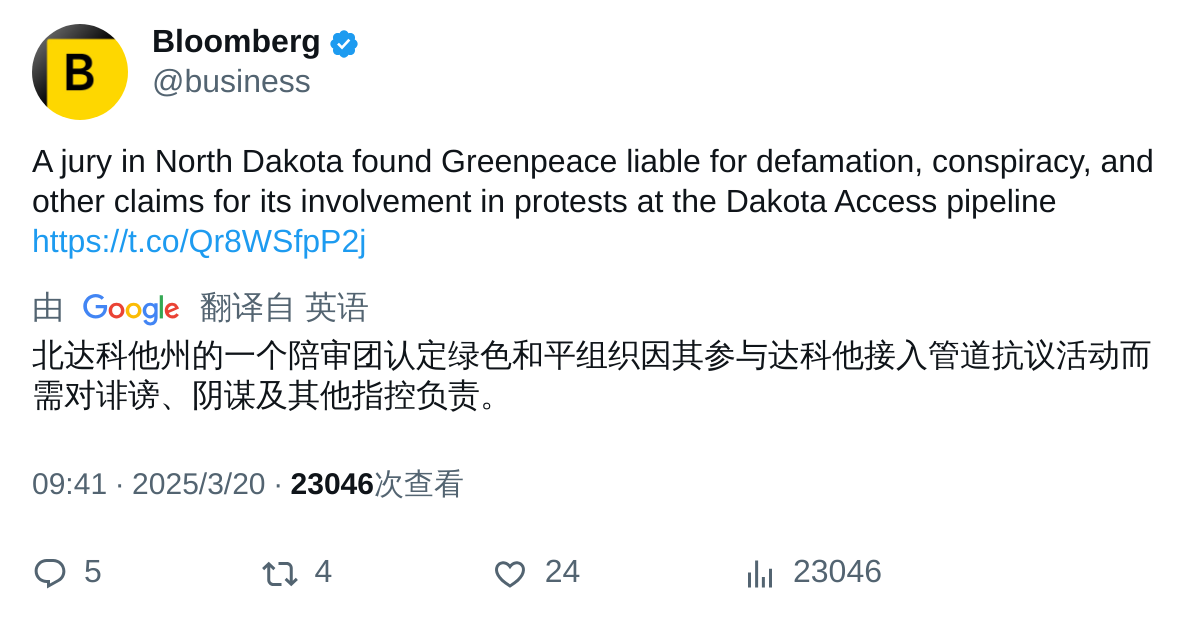 B
Bloomberg
@business
A jury in North Dakota found Greenpeace liable for defamation, conspiracy, and
other claims for its involvement in protests at the Dakota Access pipeline
https://t.co/Qr8WSfpP2j
由 Google 翻译自 英语
北达科他州的一个陪审团认定绿色和平组织因其参与达科他接入管道抗议活动而
需对诽谤、阴谋及其他指控负责。
09:41 · 2025/3/20 · 23046次查看
5 4 24 23046